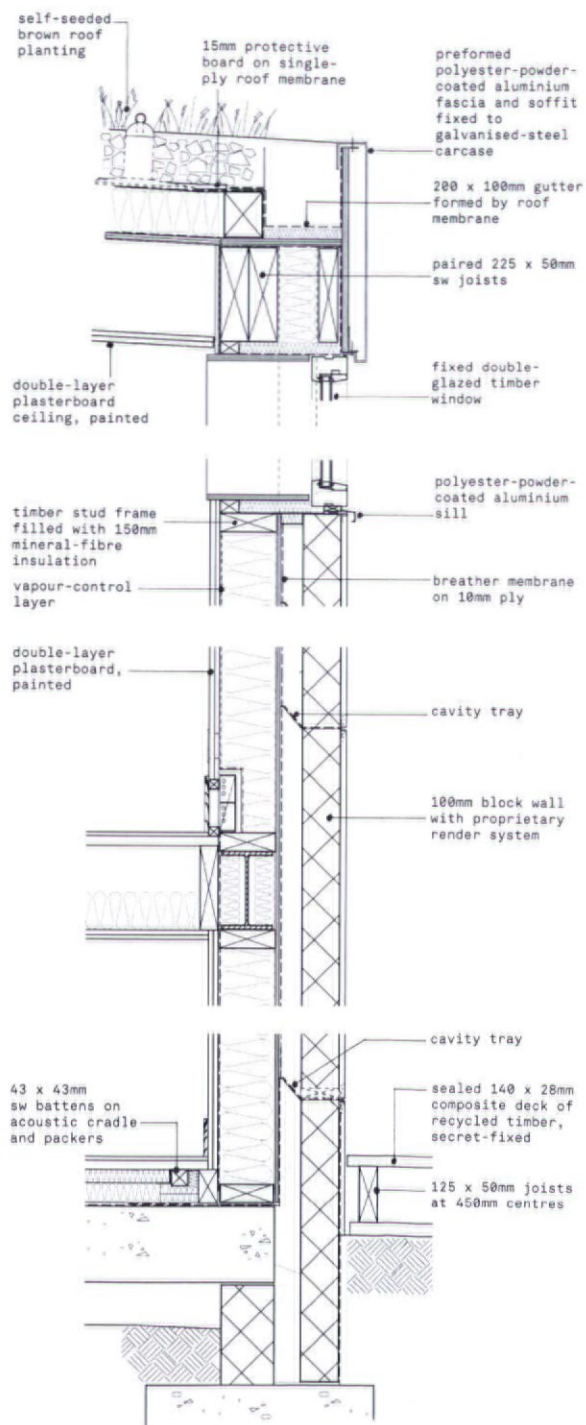 self-seeded
brown roof
planting
15mm protective
board on single-
ply roof membrane
preformed
polyester-powder-
coated aluminium
fascia and soffit
fixed to
galvanised-steel
carcase
200 x 100mm gutter
formed by roof
membrane
paired 225 x 50mm
sw joists
double-layer
plasterboard
ceiling, painted
fixed double-
glazed timber
window
timber stud frame
filled with 150mm
mineral-fibre
insulation
polyester-powder-
coated aluminium
sill
vapour-control
layer
breather membrane
on 10mm ply
double-layer
plasterboard,
painted
cavity tray
100mm block wall
with proprietary
render system
cavity tray
43 x 43mm
sw battens on
acoustic cradle
and packers
sealed 140 x 28mm
composite deck of
recycled timber,
secret-fixed
125 x 50mm joists
at 450mm centres